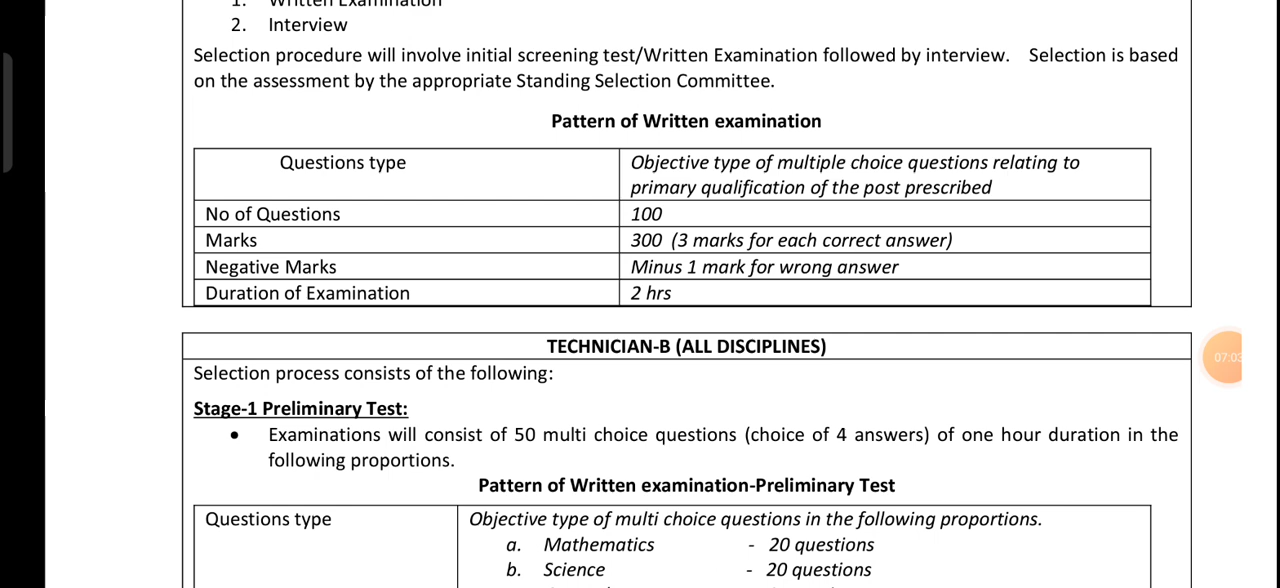 2. Interview
Selection procedure will involve initial screening test/Written Examination followed by interview. Selection is based
on the assessment by the appropriate Standing Selection Committee.
Pattern of Written examination
Questions type
Objective type of multiple choice questions relating to
primary qualification of the post prescribed
No of Questions 100
Marks 300 (3 marks for each correct answer)
Negative Marks Minus 1 mark for wrong answer
Duration of Examination 2 hrs
TECHNICIAN-B (ALL DISCIPLINES)
Selection process consists of the following:
Stage-1 Preliminary Test:
• Examinations will consist of 50 multi choice questions (choice of 4 answers) of one hour duration in the
following proportions.
Pattern of Written examination-Preliminary Test
Questions type Objective type of multi choice questions in the following proportions.
a. Mathematics - 20 questions
b. Science - 20 questions
07:03